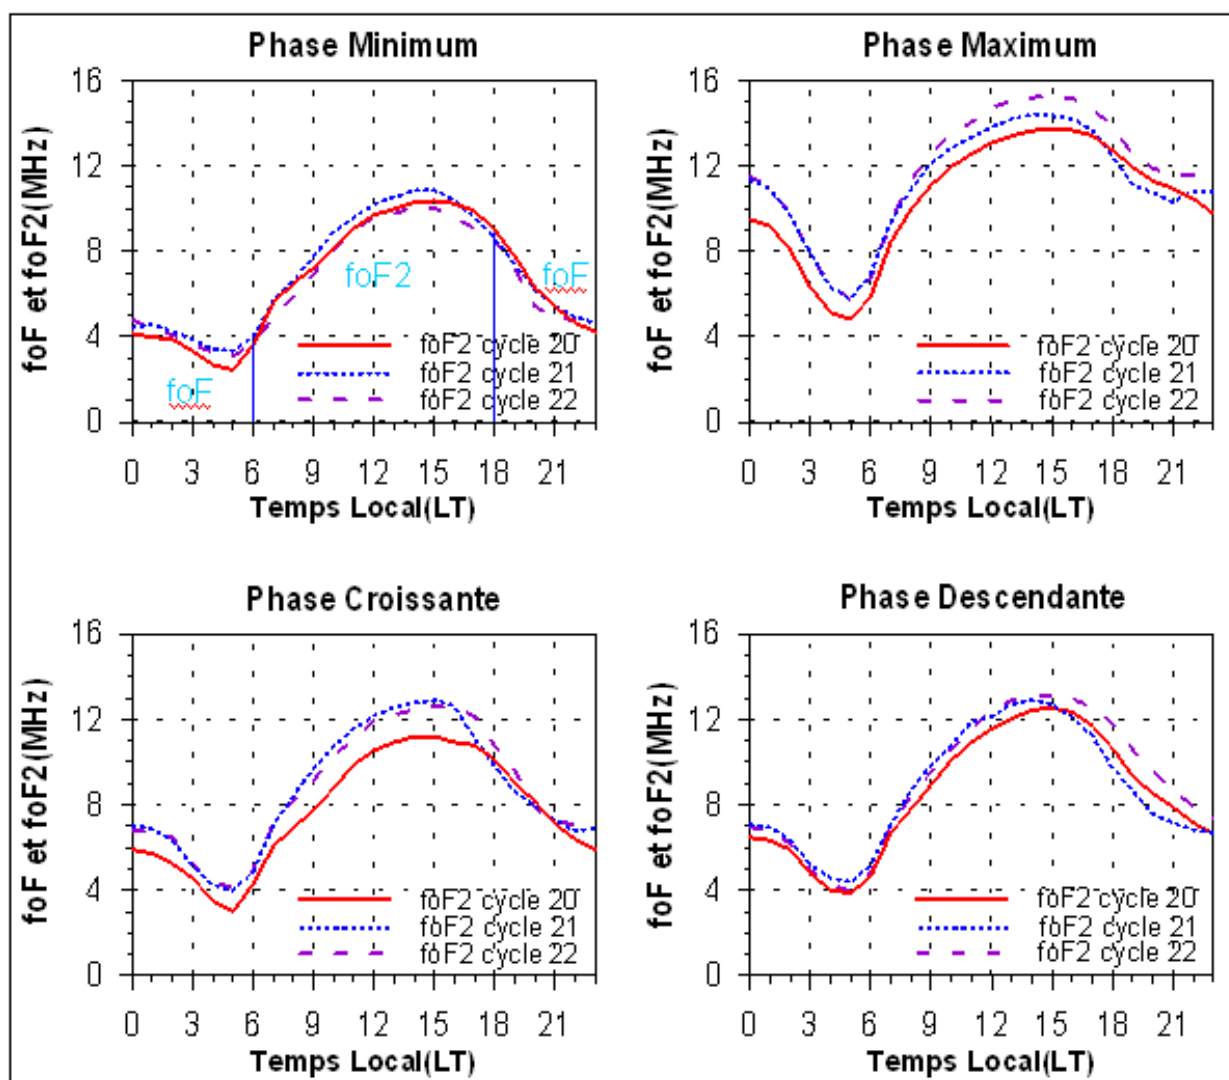 Phase Minimum
foF et foF2(MHz)
16
12
8
4
0
foF2
foF
foF
foF2 cycle 20
foF2 cycle 21
foF2 cycle 22
0 3 6 9 12 15 18 21
Temps Local(LT)
Phase Maximum
foF et foF2(MHz)
16
12
8
4
0
foF2 cycle 20
foF2 cycle 21
foF2 cycle 22
0 3 6 9 12 15 18 21
Temps Local(LT)
Phase Croissante
foF et foF2(MHz)
16
12
8
4
0
foF2 cycle 20
foF2 cycle 21
foF2 cycle 22
0 3 6 9 12 15 18 21
Temps Local(LT)
Phase Descendante
foF et foF2(MHz)
16
12
8
4
0
foF2 cycle 20
foF2 cycle 21
foF2 cycle 22
0 3 6 9 12 15 18 21
Temps Local(LT)